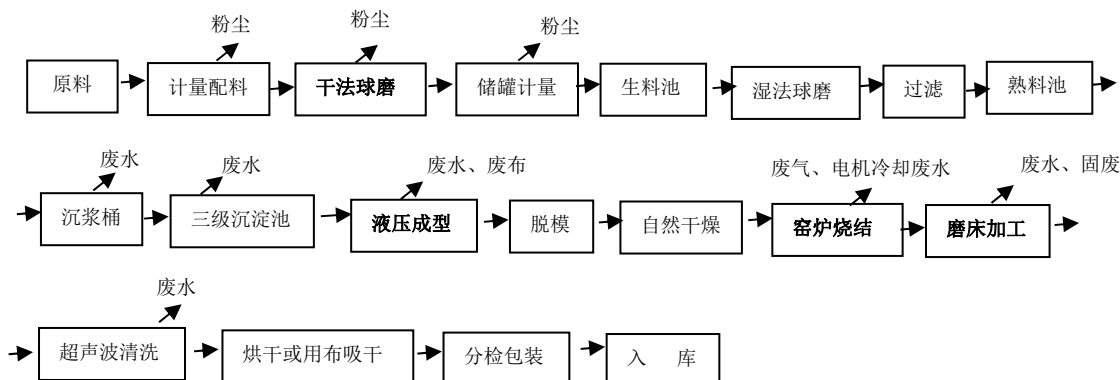 粉尘 粉尘 粉尘
原料 计量配料 干法球磨 储罐计量 生料池 湿法球磨 过滤 熟料池
废水 废水 废水、废布 废气、电机冷却废水 废水、固废
沉浆桶 三级沉淀池 液压成型 脱模 自然干燥 窑炉烧结 磨床加工
废水
超声波清洗 烘干或用布吸干 分检包装 入 库